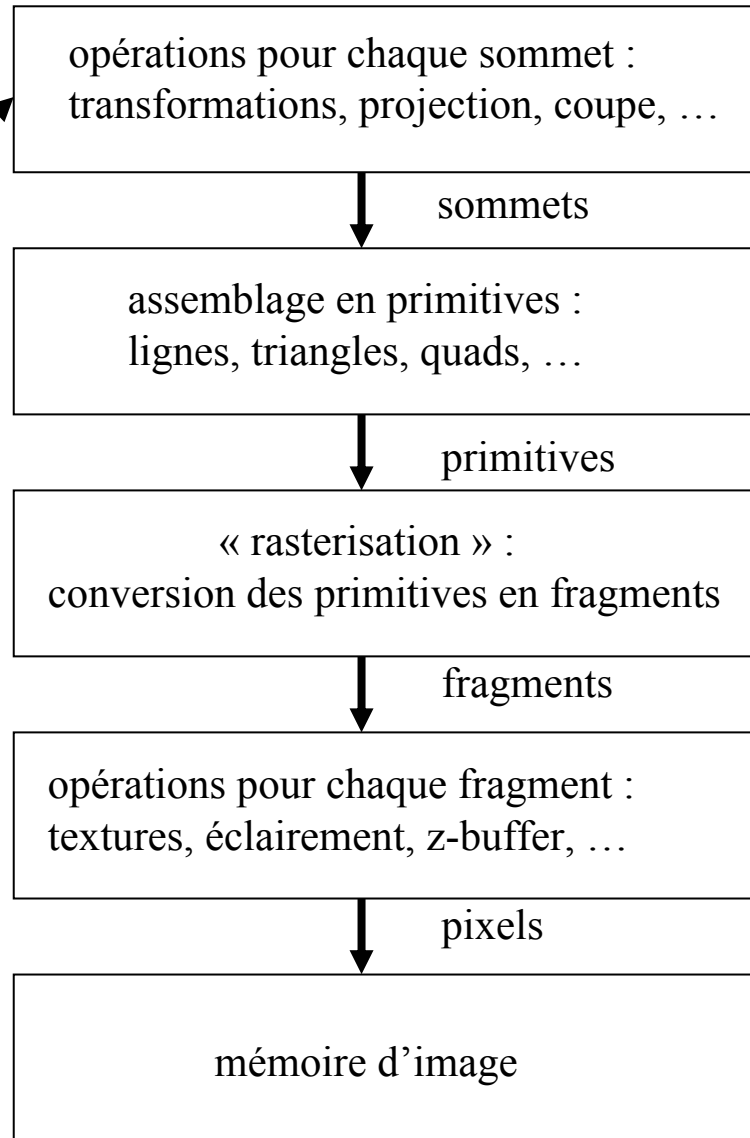 opérations pour chaque sommet :
transformations, projection, coupe, …
sommets
assemblage en primitives :
lignes, triangles, quads, …
primitives
« rasterisation » :
conversion des primitives en fragments
fragments
opérations pour chaque fragment :
textures, éclairement, z-buffer, …
pixels
mémoire d’image